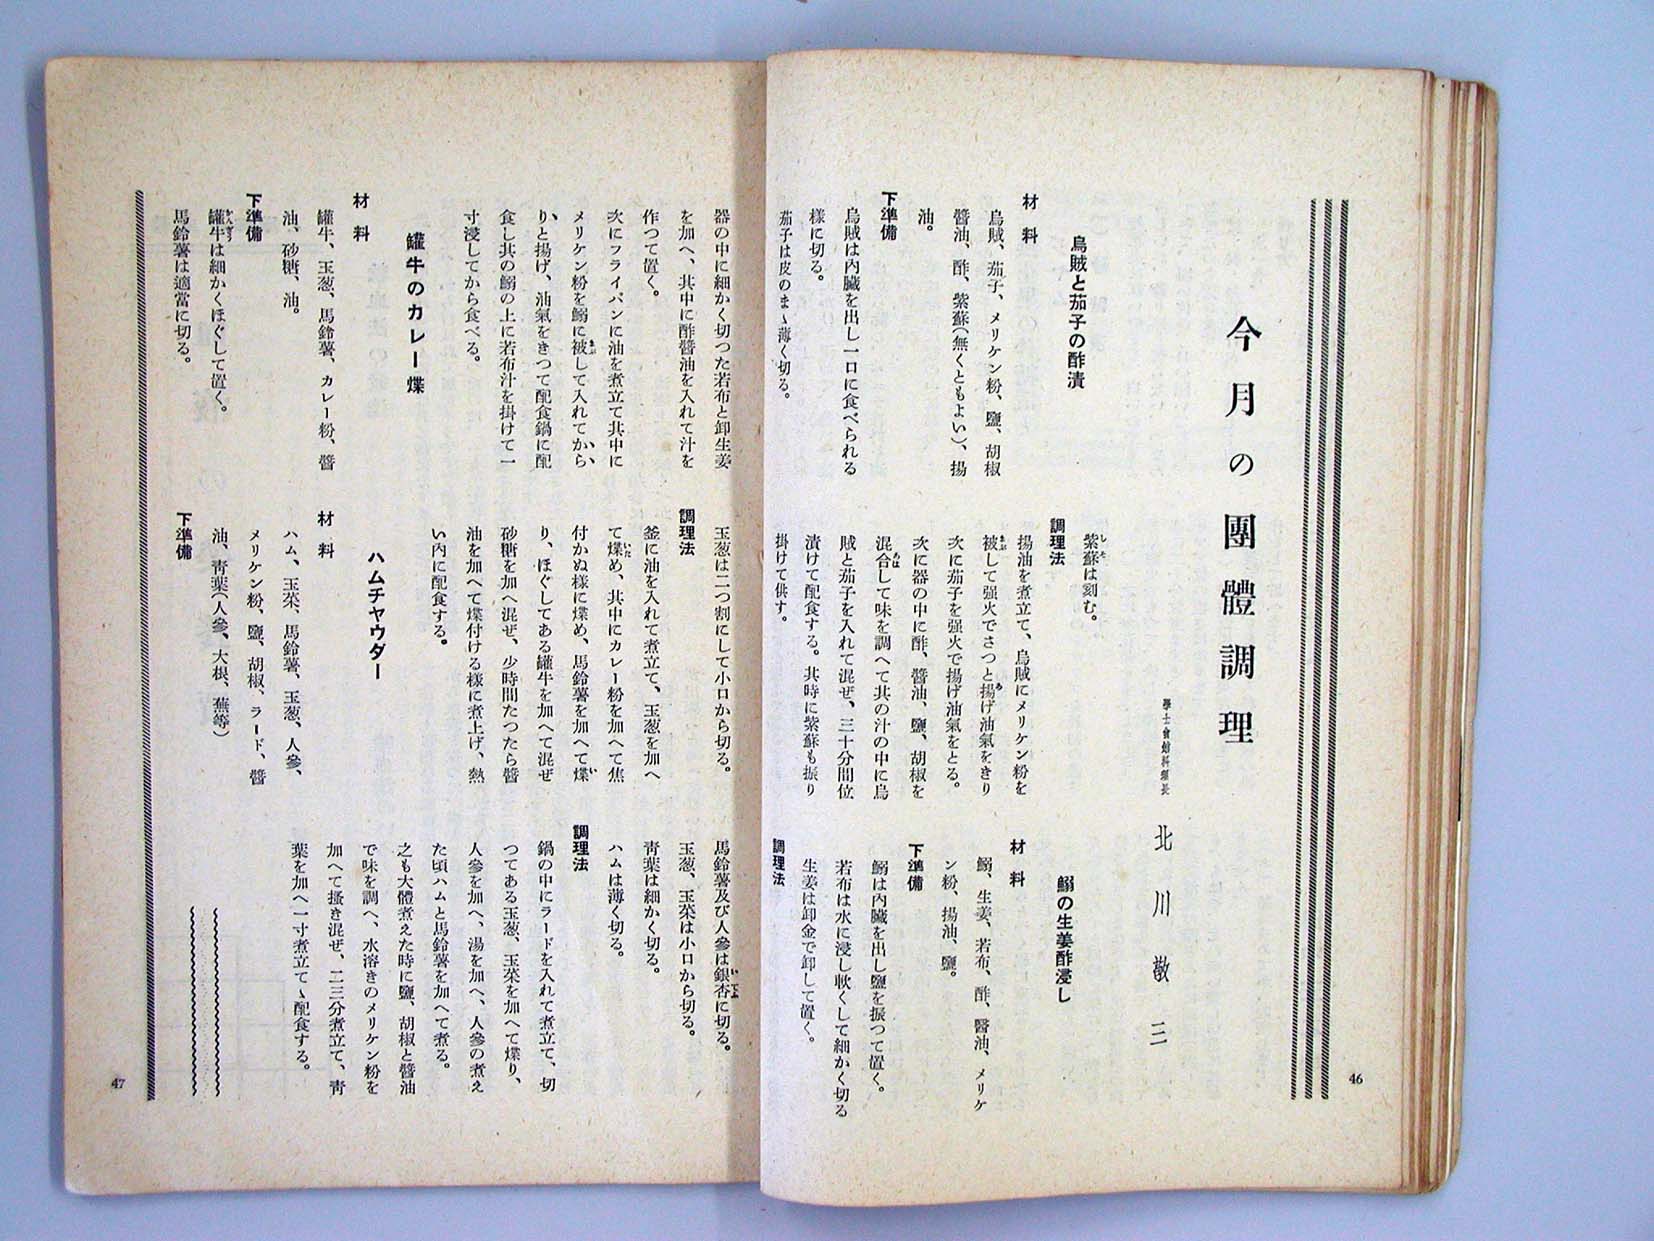 今月の團體調理
學士會館料理長
北川敬三
烏賊と茄子の酢漬
材料
烏賊、茄子、メリケン粉、鹽、胡椒
醬油、酢、紫蘇(無くともよい)、揚
油。
下準備
烏賊は內臟を出し一口に食べられる
樣に切る。
茄子は皮のまゝ薄く切る。
紫蘇は刻む。
調理法
揚油を煮立て、烏賊にメリケン粉を
被して强火でさつと揚げ油氣をきり
次に茄子を强火で揚げ油氣をとる。
次に器の中に酢、醬油、鹽、胡椒を
混合して味を調へて其の汁の中に烏
賊と茄子を入れて混ぜ、三十分間位
漬けて配食する。其時に紫蘇も振り
掛けて供す。
鰯の生姜酢浸し
材料
鰯、生姜、若布、酢、醬油、メリケ
ン粉、揚油、鹽。
下準備
鰯は內臟を出し鹽を振つて置く。
若布は水に浸し軟くして細かく切る
生姜は卸金で卸して置く。
調理法
46
器の中に細かく切つた若布と卸生姜
を加へ、其中に酢醬油を入れて汁を
作つて置く。
次にフライパンに油を煮立て其中に
メリケン粉を鰯に被して入れてから、
りと揚げ、油氣をきつて配食鍋に配
食し其の鰯の上に若布汁を掛けて一
寸浸してから食べる。
罐牛のカレー煠
材料
罐牛、玉葱、馬鈴薯、カレー粉、醬
油、砂糖、油。
下準備
罐牛は細かくほぐして置く。
馬鈴薯は適當に切る。
玉葱は二つ割にして小口から切る。
調理法
釜に油を入れて煮立て、玉葱を加へ
て煠め、其中にカレー粉を加へて焦
付かぬ樣に煠め、馬鈴薯を加へて煠
り、ほぐしてある罐牛を加へて混ぜ
砂糖を加へ混ぜ、少時間たつたら醬
油を加へて煠付ける樣に煮上げ、熱
い內に配食する。
ハムチヤウダー
材料
ハム、玉菜、馬鈴薯、玉葱、人參、
メリケン粉、鹽、胡椒、ラード、醬
油、靑葉(人參、大根、蕪等)
下準備
馬鈴薯及び人參は銀杏に切る。
玉葱、玉菜は小口から切る。
靑葉は細かく切る。
ハムは薄く切る。
調理法
鍋の中にラードを入れて煮立て、切
つてある玉葱、玉菜を加へて煠り、
人參を加へ、湯を加へ、人參の煮え
た頃ハムと馬鈴薯を加へて煮る。
之も大體煮えた時に鹽、胡椒と醬油
で味を調へ、水溶きのメリケン粉を
加へて搔き混ぜ、二三分煮立て、靑
葉を加へ一寸煮立てゝ配食する。
47